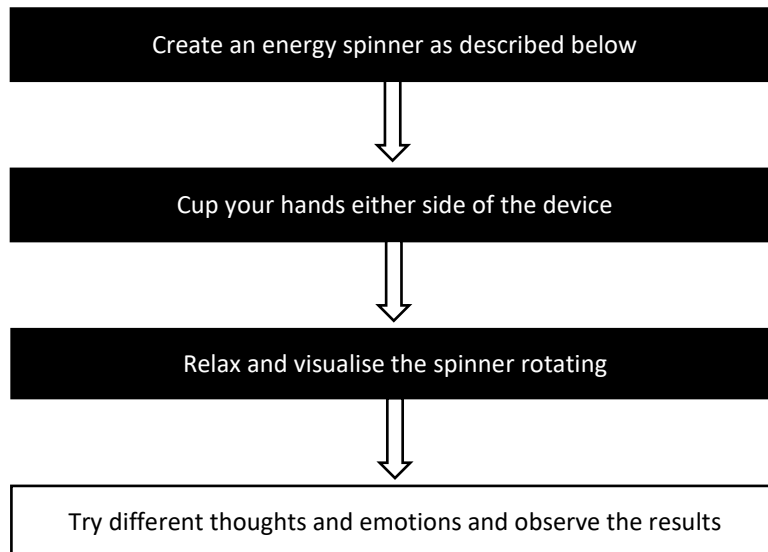 Create an energy spinner as described below
Cup your hands either side of the device
Relax and visualise the spinner rotating
Try different thoughts and emotions and observe the results